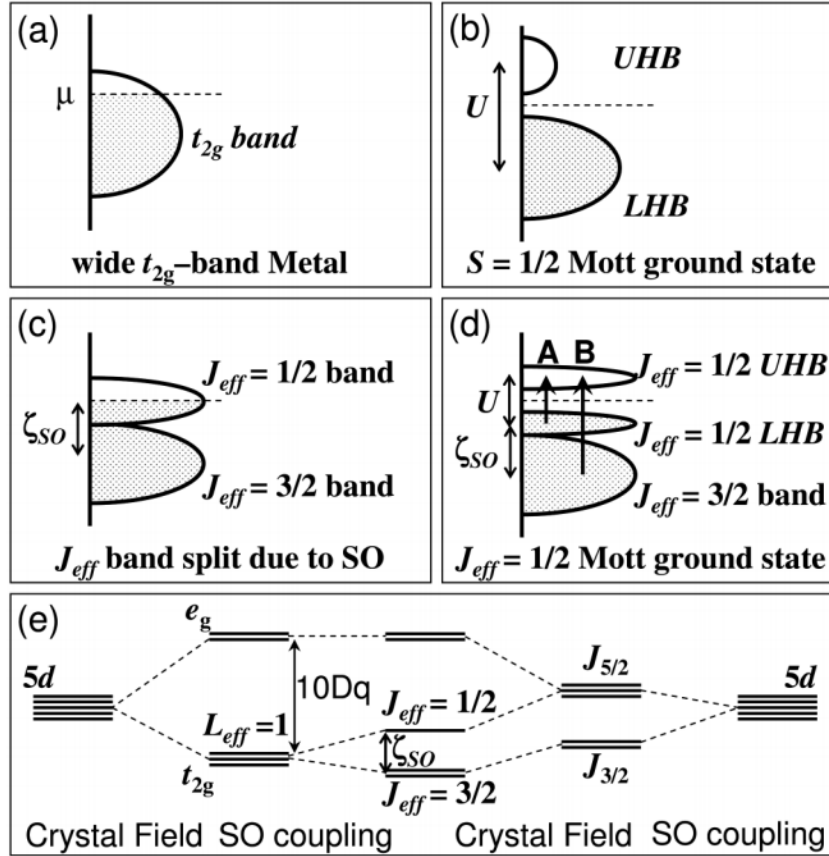 (a)
μ
t2g band
wide t2g–band Metal
(b)
UHB
U
LHB
S = 1/2 Mott ground state
(c)
Jeff = 1/2 band
ζSO
Jeff = 3/2 band
Jeff band split due to SO
(d)
A B
Jeff = 1/2 UHB
U
Jeff = 1/2 LHB
ζSO
Jeff = 3/2 band
Jeff = 1/2 Mott ground state
(e)
eg
5d
10Dq
J5/2
5d
Leff =1
Jeff = 1/2
ζSO
t2g
Jeff = 3/2
J3/2
Crystal Field SO coupling Crystal Field SO coupling